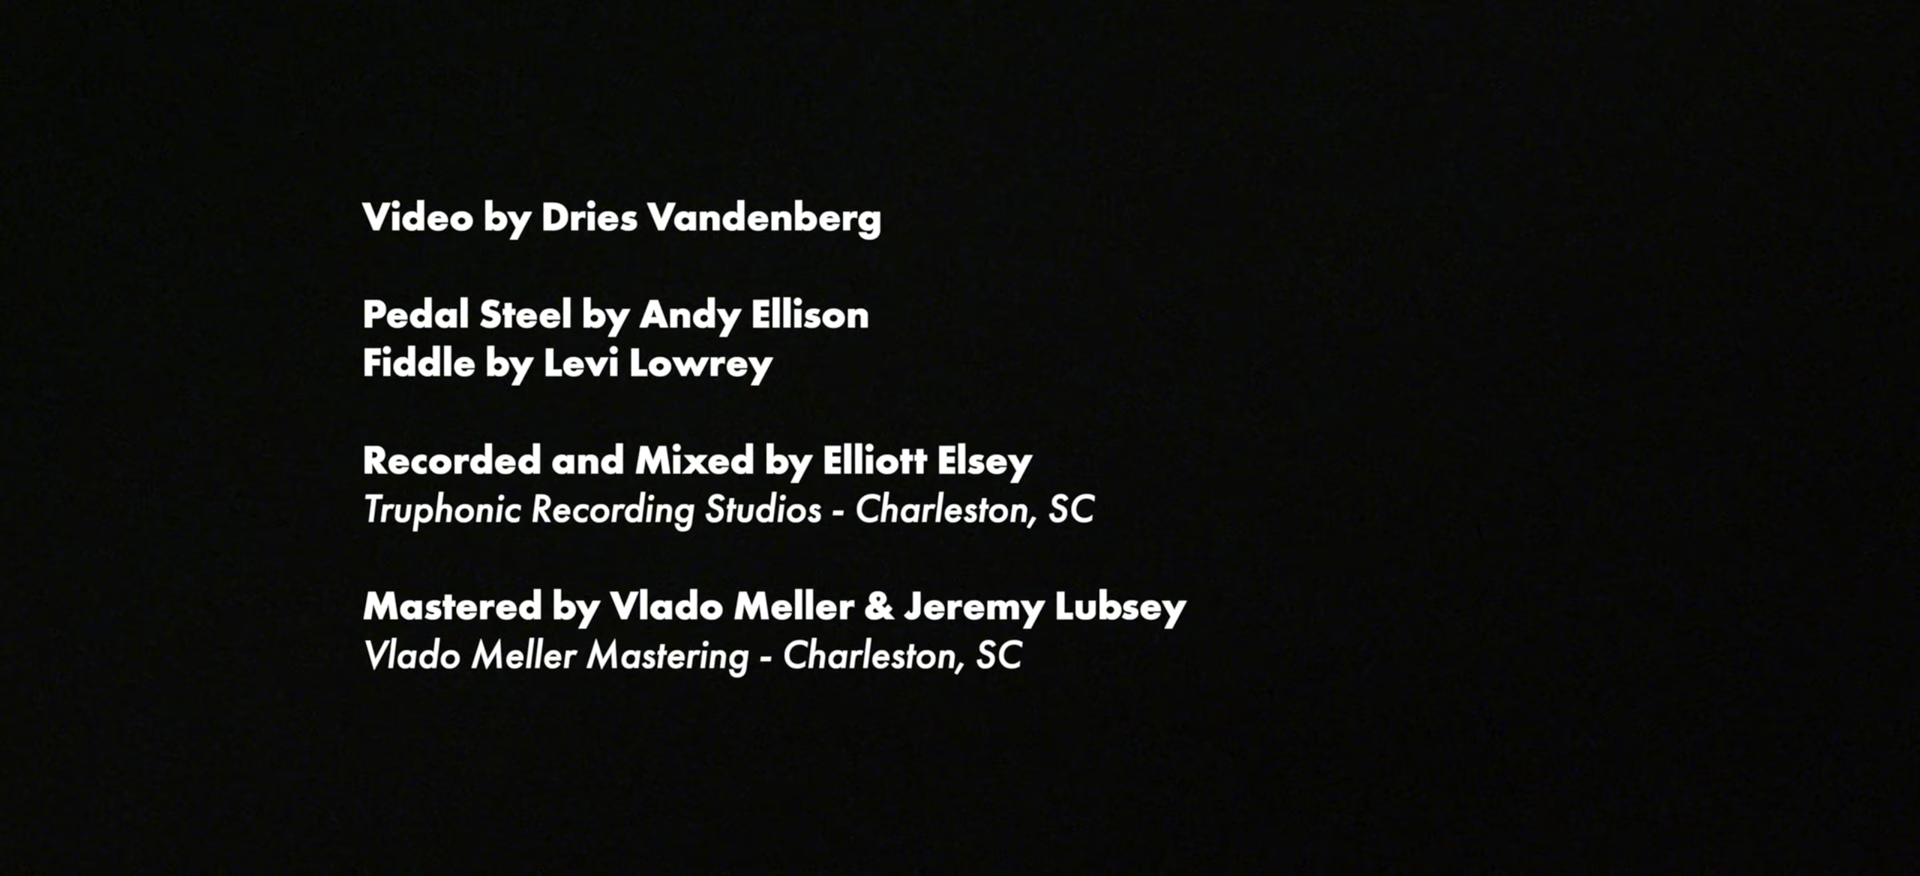 Video by Dries Vandenberg
Pedal Steel by Andy Ellison
Fiddle by Levi Lowrey
Recorded and Mixed by Elliott Elsey
Truphonic Recording Studios - Charleston, SC
Mastered by Vlado Meller & Jeremy Lubsey
Vlado Meller Mastering - Charleston, SC